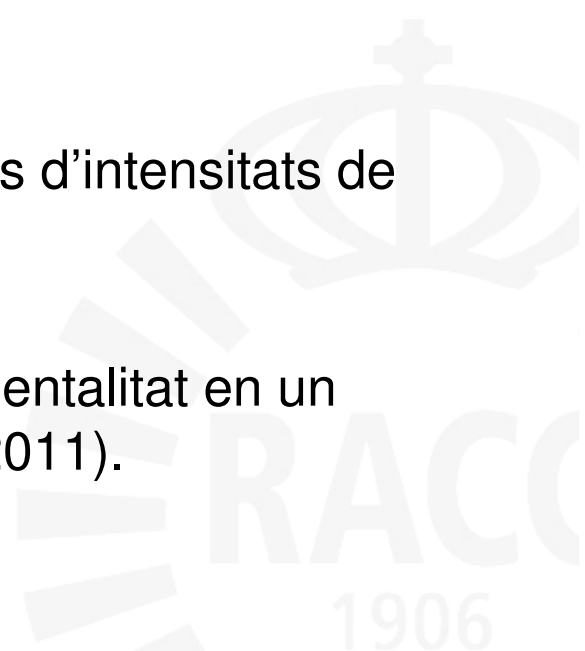 s d'intensitats de
entalitat en un
2011).
RACC
1906